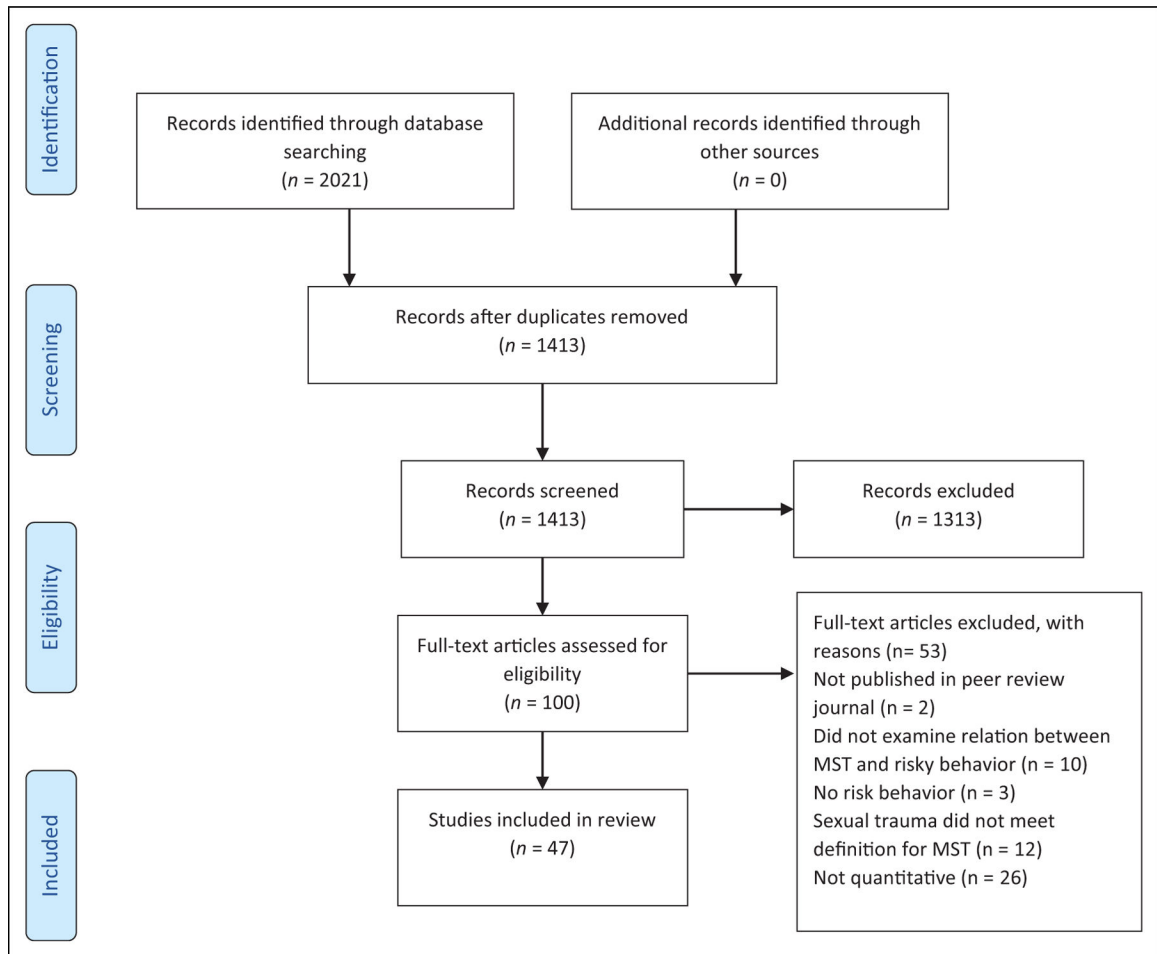 Identification
Records identified through database
searching
(n = 2021)
Additional records identified through
other sources
(n = 0)
Screening
Records after duplicates removed
(n = 1413)
Records screened
(n = 1413)
Records excluded
(n = 1313)
Eligibility
Full-text articles assessed for
eligibility
(n = 100)
Full-text articles excluded, with
reasons (n= 53)
Not published in peer review
journal (n = 2)
Did not examine relation between
MST and risky behavior (n = 10)
No risk behavior (n = 3)
Sexual trauma did not meet
definition for MST (n = 12)
Not quantitative (n = 26)
Included
Studies included in review
(n = 47)